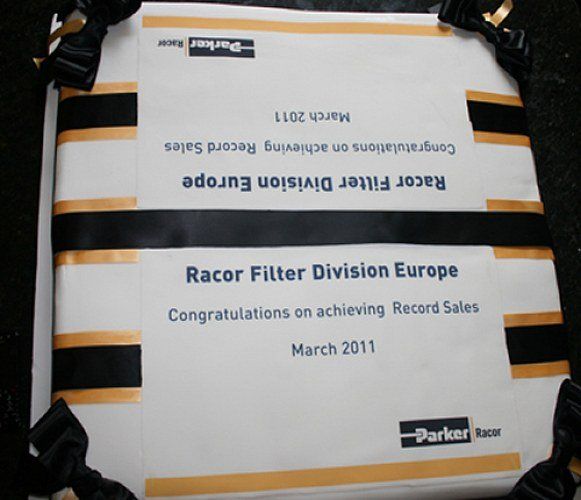 Parker Racor
March 2011
Congratulations on achieving Record Sales
Racor Filter Division Europe
Racor Filter Division Europe
Congratulations on achieving Record Sales
March 2011
Parker Racor